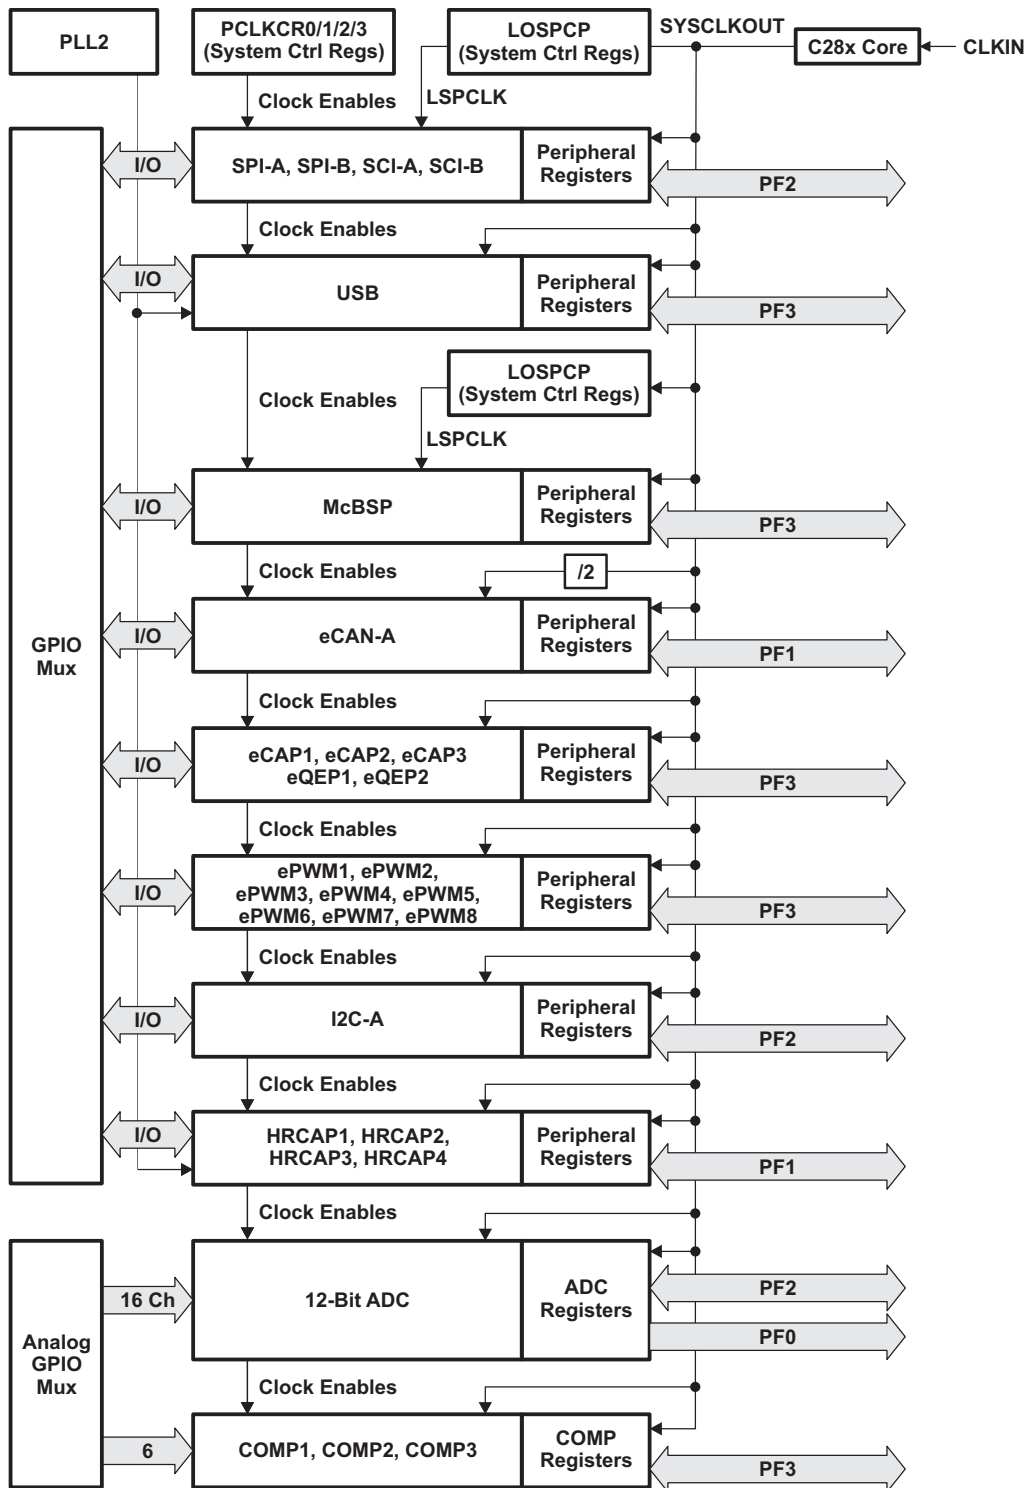 PLL2
PCLKCR0/1/2/3
(System Ctrl Regs)
LOSPCP
(System Ctrl Regs)
SYSCLKOUT
C28x Core
CLKIN
Clock Enables
LSPCLK
I/O
SPI-A, SPI-B, SCI-A, SCI-B
Peripheral
Registers
PF2
Clock Enables
I/O
USB
Peripheral
Registers
PF3
LOSPCP
(System Ctrl Regs)
Clock Enables
LSPCLK
I/O
McBSP
Peripheral
Registers
PF3
Clock Enables
/2
GPIO
Mux
I/O
eCAN-A
Peripheral
Registers
PF1
Clock Enables
I/O
eCAP1, eCAP2, eCAP3
eQEP1, eQEP2
Peripheral
Registers
PF3
Clock Enables
I/O
ePWM1, ePWM2,
ePWM3, ePWM4, ePWM5,
ePWM6, ePWM7, ePWM8
Peripheral
Registers
PF3
Clock Enables
I/O
I2C-A
Peripheral
Registers
PF2
Clock Enables
I/O
HRCAP1, HRCAP2,
HRCAP3, HRCAP4
Peripheral
Registers
PF1
Clock Enables
Analog
GPIO
Mux
16 Ch
12-Bit ADC
ADC
Registers
PF2
PF0
Clock Enables
6
COMP1, COMP2, COMP3
COMP
Registers
PF3